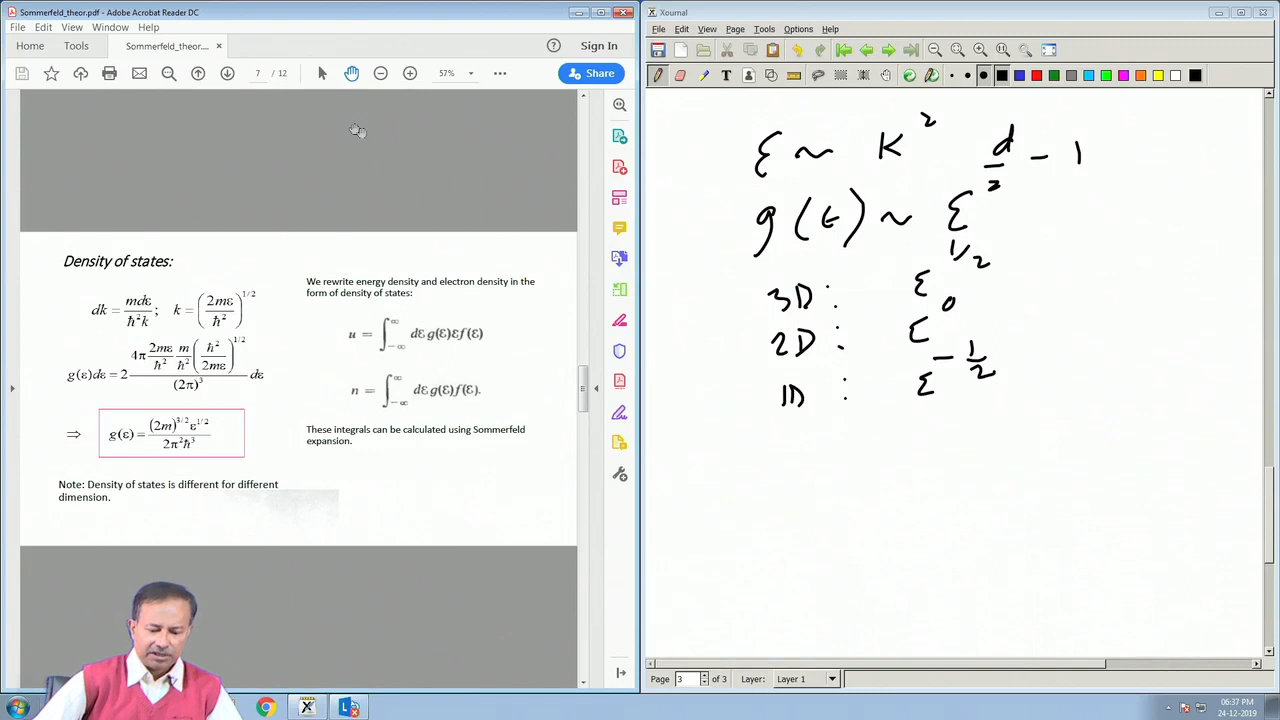 Sommerfeld_theor.pdf - Adobe Acrobat Reader DC
File Edit View Window Help
Home Tools Sommerfeld_theor.... × Sign In
7 / 12 57% Share
Density of states:
dk = mdε/ħ²k; k = (2mε/ħ²)^1/2
g(ε)dε = 2 4π (2mε/ħ²) (m/ħ²) (ħ²/2mε)^1/2 / (2π)³ dε
⇒ g(ε) = (2m)^3/2 ε^1/2 / 2π²ħ³
Note: Density of states is different for different
dimension.
We rewrite energy density and electron density in the
form of density of states:
u = ∫_-∞^∞ dε g(ε)εf(ε)
n = ∫_-∞^∞ dε g(ε)f(ε).
These integrals can be calculated using Sommerfeld
expansion.
Xournal
File Edit View Page Tools Options Help
ε ~ K²
g(ε) ~ ε^(d/2 - 1)
3D: ε^1/2
2D: ε^0
1D: ε^-1/2
Page 3 of 3 Layer: Layer 1
06:37 PM
24-12-2019